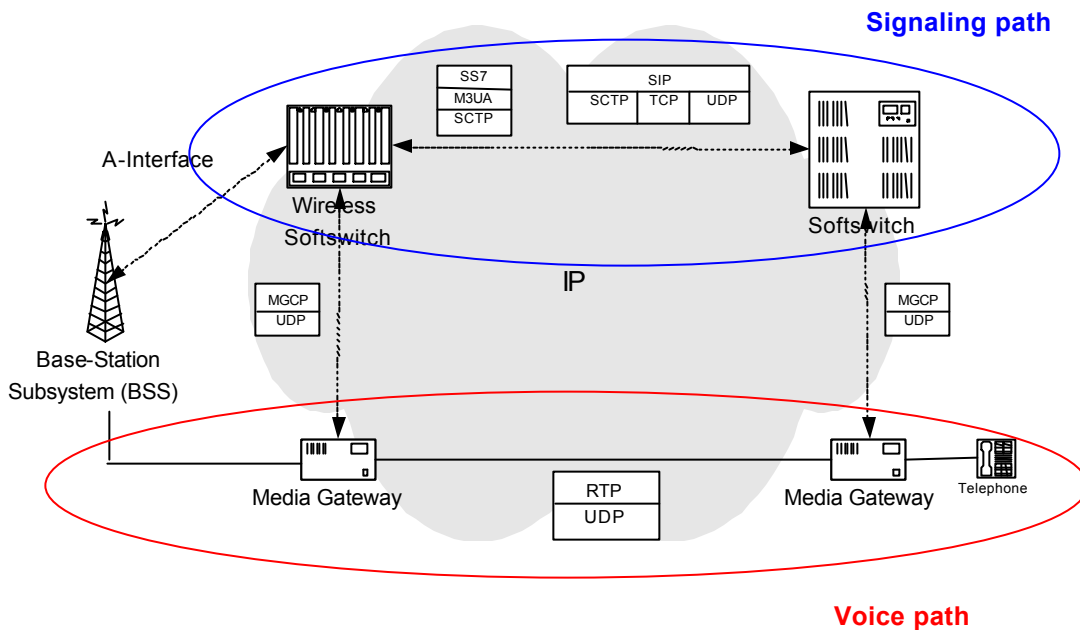 Signaling path
SS7
M3UA
SCTP
SIP
SCTP TCP UDP
A-Interface
Wireless
Softswitch
Softswitch
IP
MGCP
UDP
MGCP
UDP
Base-Station
Subsystem (BSS)
Media Gateway
RTP
UDP
Media Gateway
Telephone
Voice path